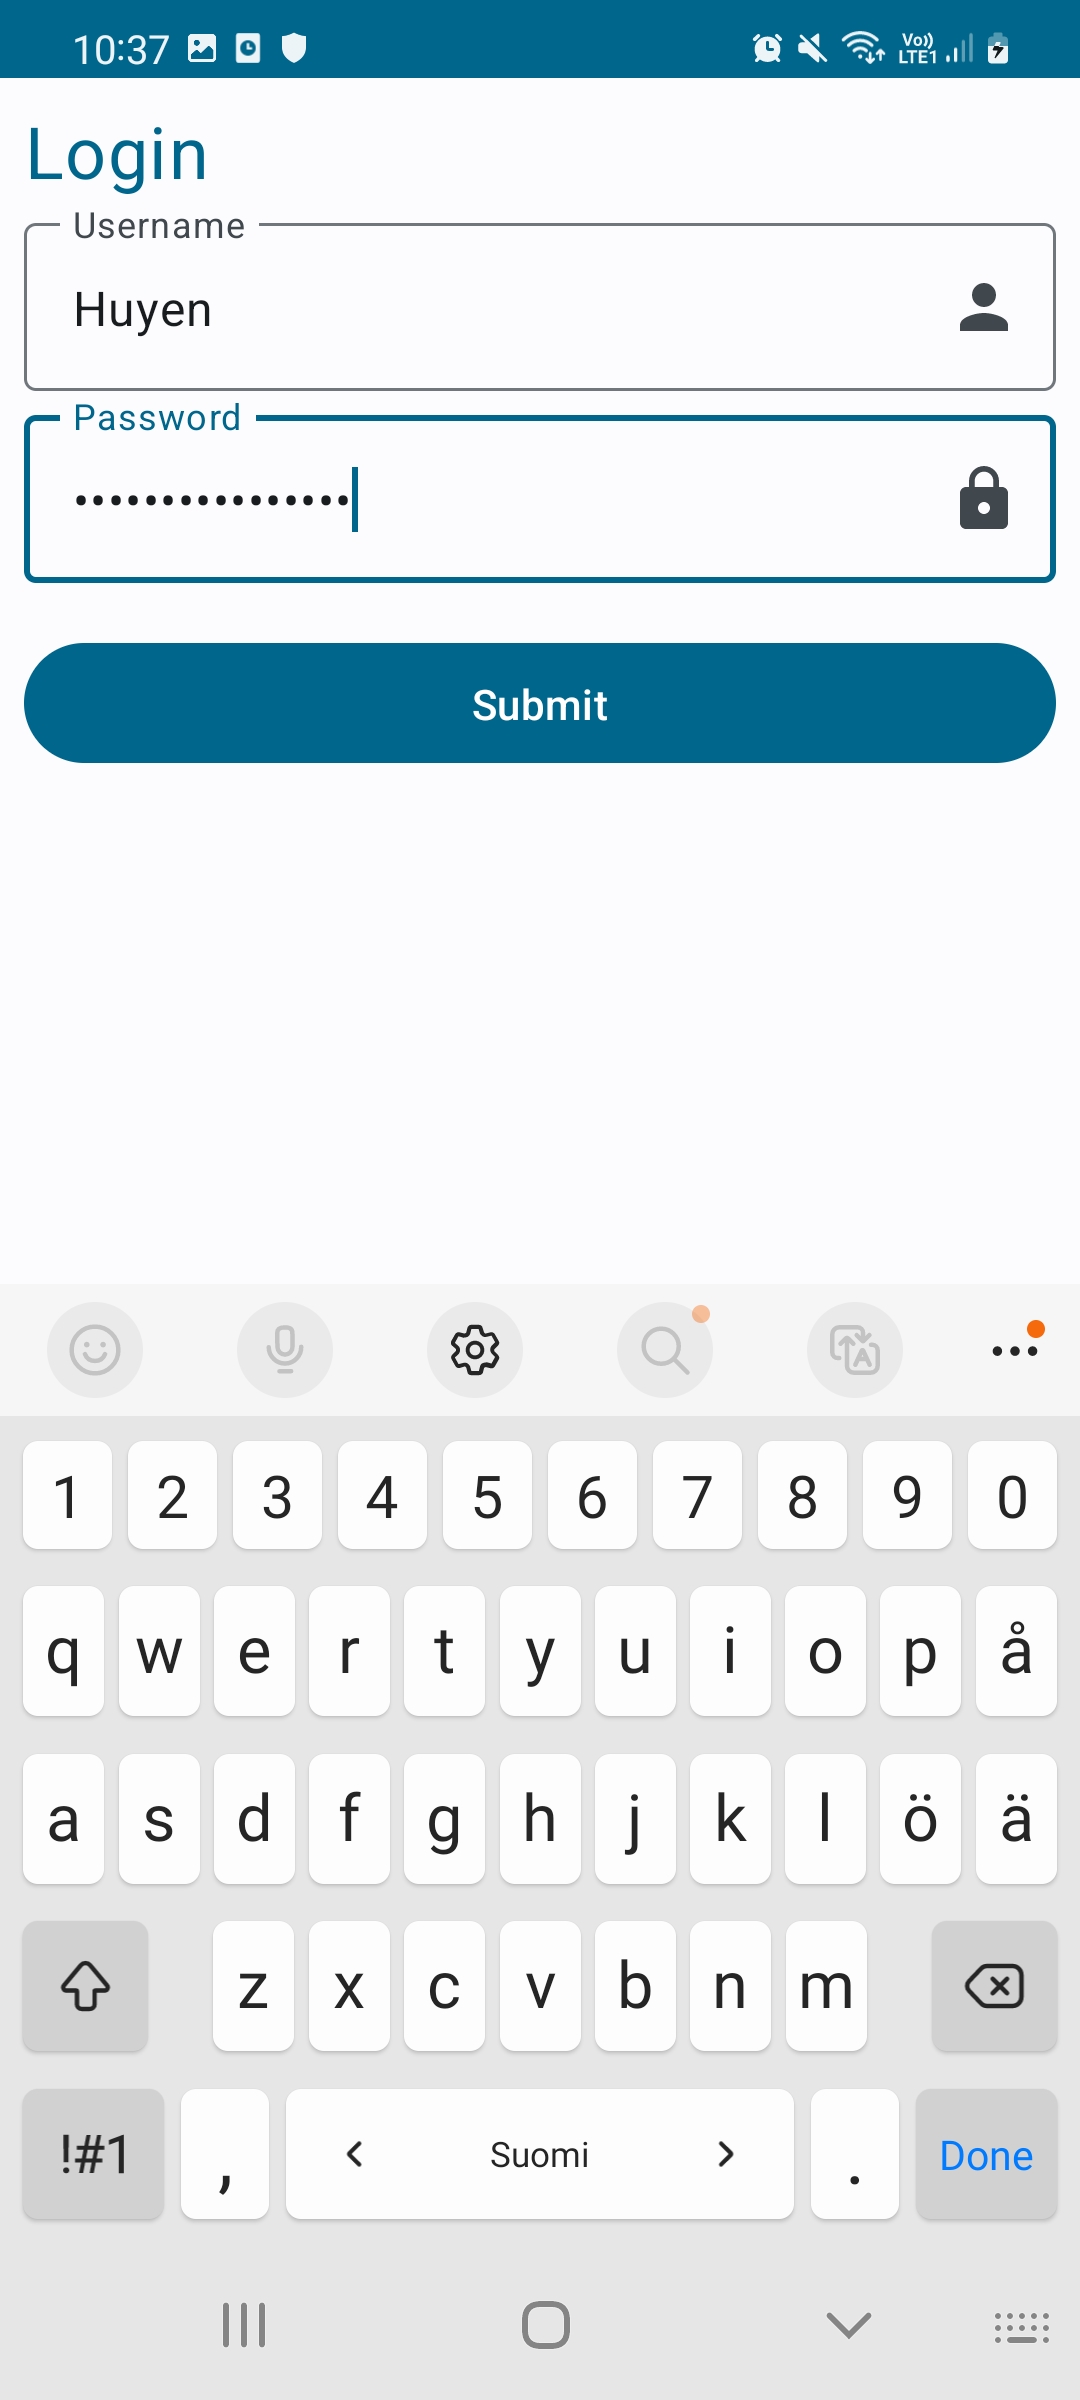 10:37 Vo)) LTE1
Login
Username
Huyen
Password
••••••••••••••••
Submit
1 2 3 4 5 6 7 8 9 0
q w e r t y u i o p å
a s d f g h j k l ö ä
z x c v b n m
!#1 , < Suomi > . Done